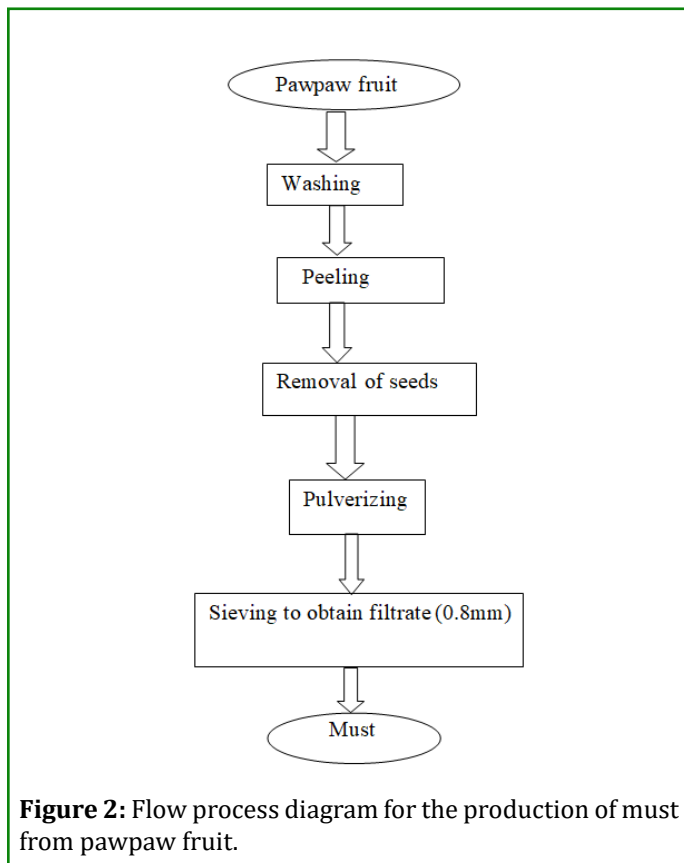 Pawpaw fruit
Washing
Peeling
Removal of seeds
Pulverizing
Sieving to obtain filtrate (0.8mm)
Must
Figure 2: Flow process diagram for the production of must
from pawpaw fruit.